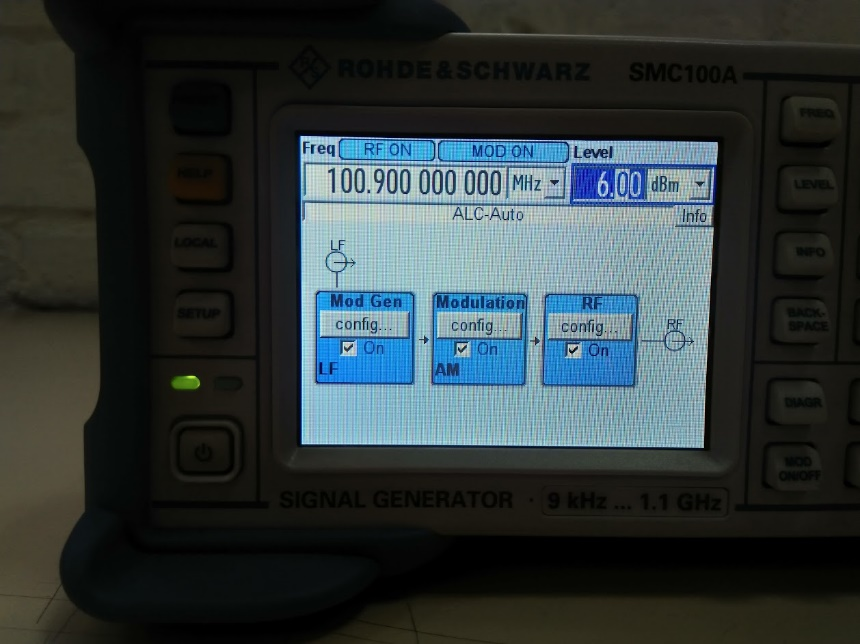 ROHDE&SCHWARZ SMC100A
Freq RF ON MOD ON Level
100.900 000 000 MHz 6.00 dBm
ALC-Auto Info
LF
Mod Gen Modulation RF
config... config... config...
On On On
RF
LF AM
HELP
LOCAL
SETUP
FREQ
LEVEL
INFO
BACK-
SPACE
DIAGR
MOD
ON/OFF
SIGNAL GENERATOR · 9 kHz ... 1.1 GHz